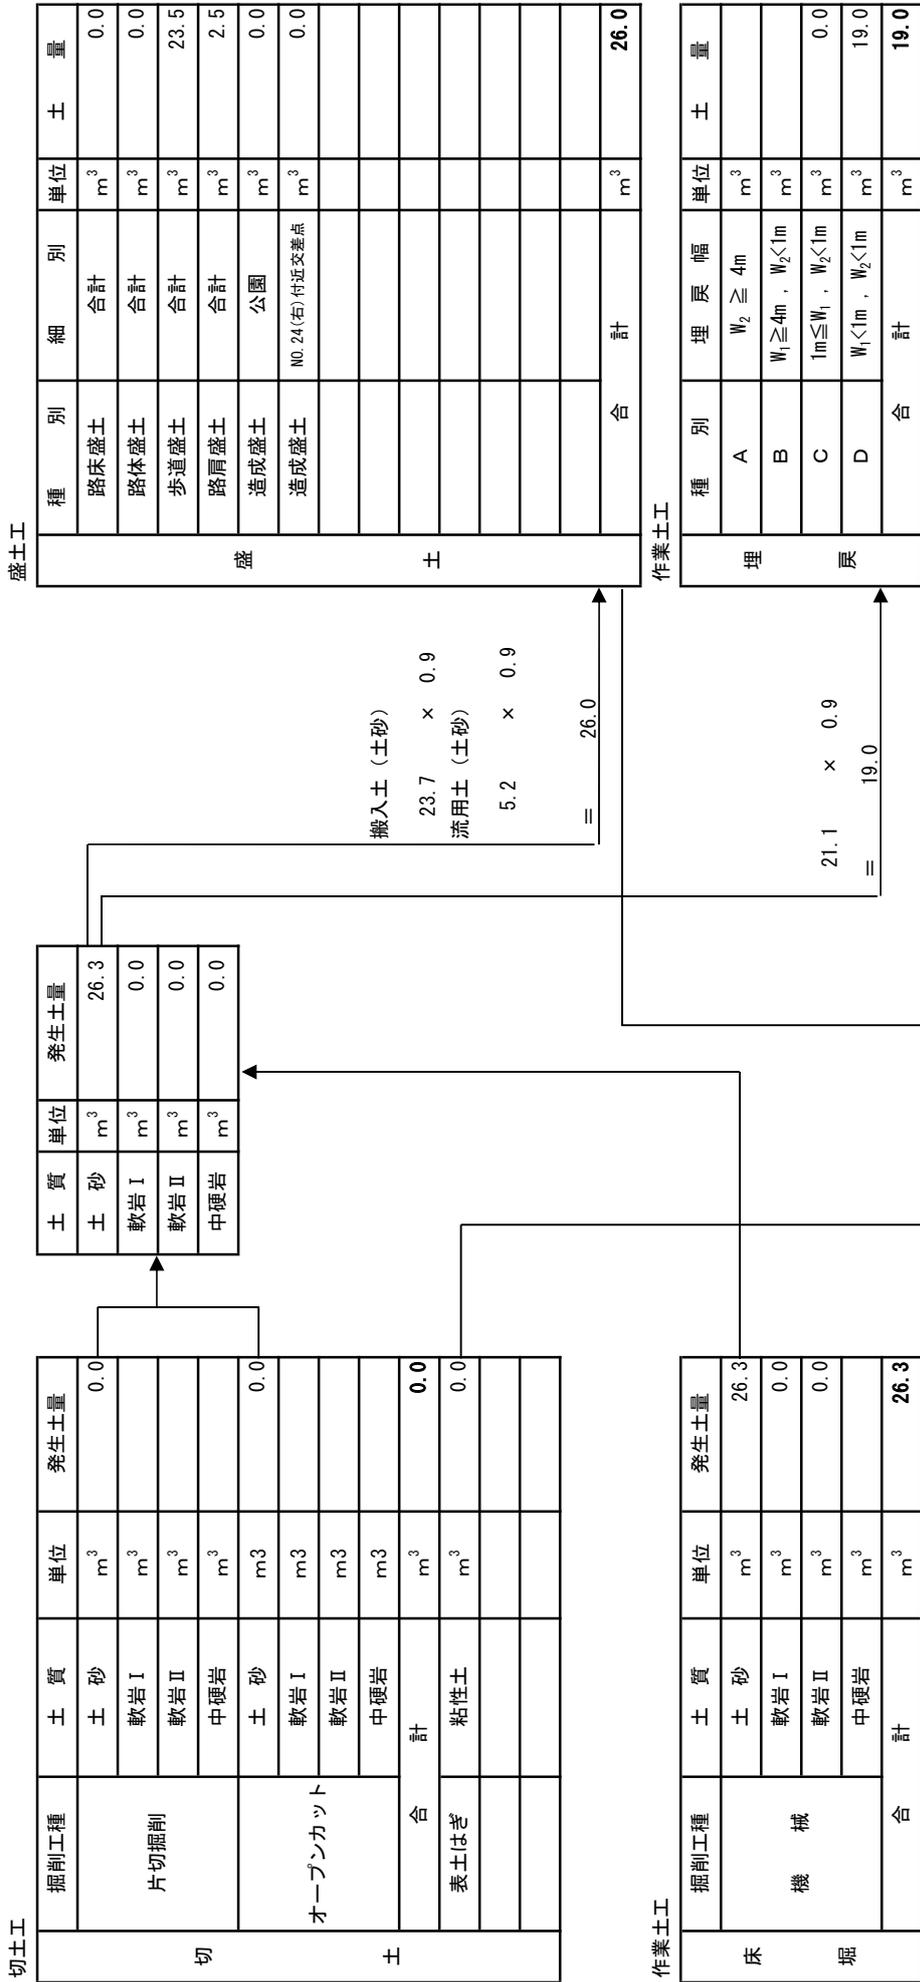 切土工
掘削工種 土 質 単位 発生土量
切 土
片切掘削 土 砂 m³ 0.0
軟岩Ⅰ m³
軟岩Ⅱ m³
中硬岩 m³
オープンカット 土 砂 m3 0.0
軟岩Ⅰ m3
軟岩Ⅱ m3
中硬岩 m3
合 計 m³ 0.0
表土はぎ 粘性土 m³ 0.0
土 質 単位 発生土量
土 砂 m³ 26.3
軟岩Ⅰ m³ 0.0
軟岩Ⅱ m³ 0.0
中硬岩 m³ 0.0
搬入土（土砂）
23.7 × 0.9
流用土（土砂）
5.2 × 0.9
= 26.0
盛土工
種 別 細 別 単位 土 量
盛 土
路床盛土 合計 m³ 0.0
路体盛土 合計 m³ 0.0
歩道盛土 合計 m³ 23.5
路肩盛土 合計 m³ 2.5
造成盛土 公園 m³ 0.0
造成盛土 NO.24(右)付近交差点 m³ 0.0
合 計 m³ 26.0
作業土工
掘削工種 土 質 単位 発生土量
床 堀
機 械 土 砂 m³ 26.3
軟岩Ⅰ m³ 0.0
軟岩Ⅱ m³ 0.0
中硬岩 m³
合 計 m³ 26.3
21.1 × 0.9
= 19.0
作業土工
種 別 埋 戻 幅 単位 土 量
埋 戻
A W₂ ≧ 4m m³
B W₁≧4m , W₂<1m m³
C 1m≦W₁ , W₂<1m m³ 0.0
D W₁<1m , W₂<1m m³ 19.0
合 計 m³ 19.0